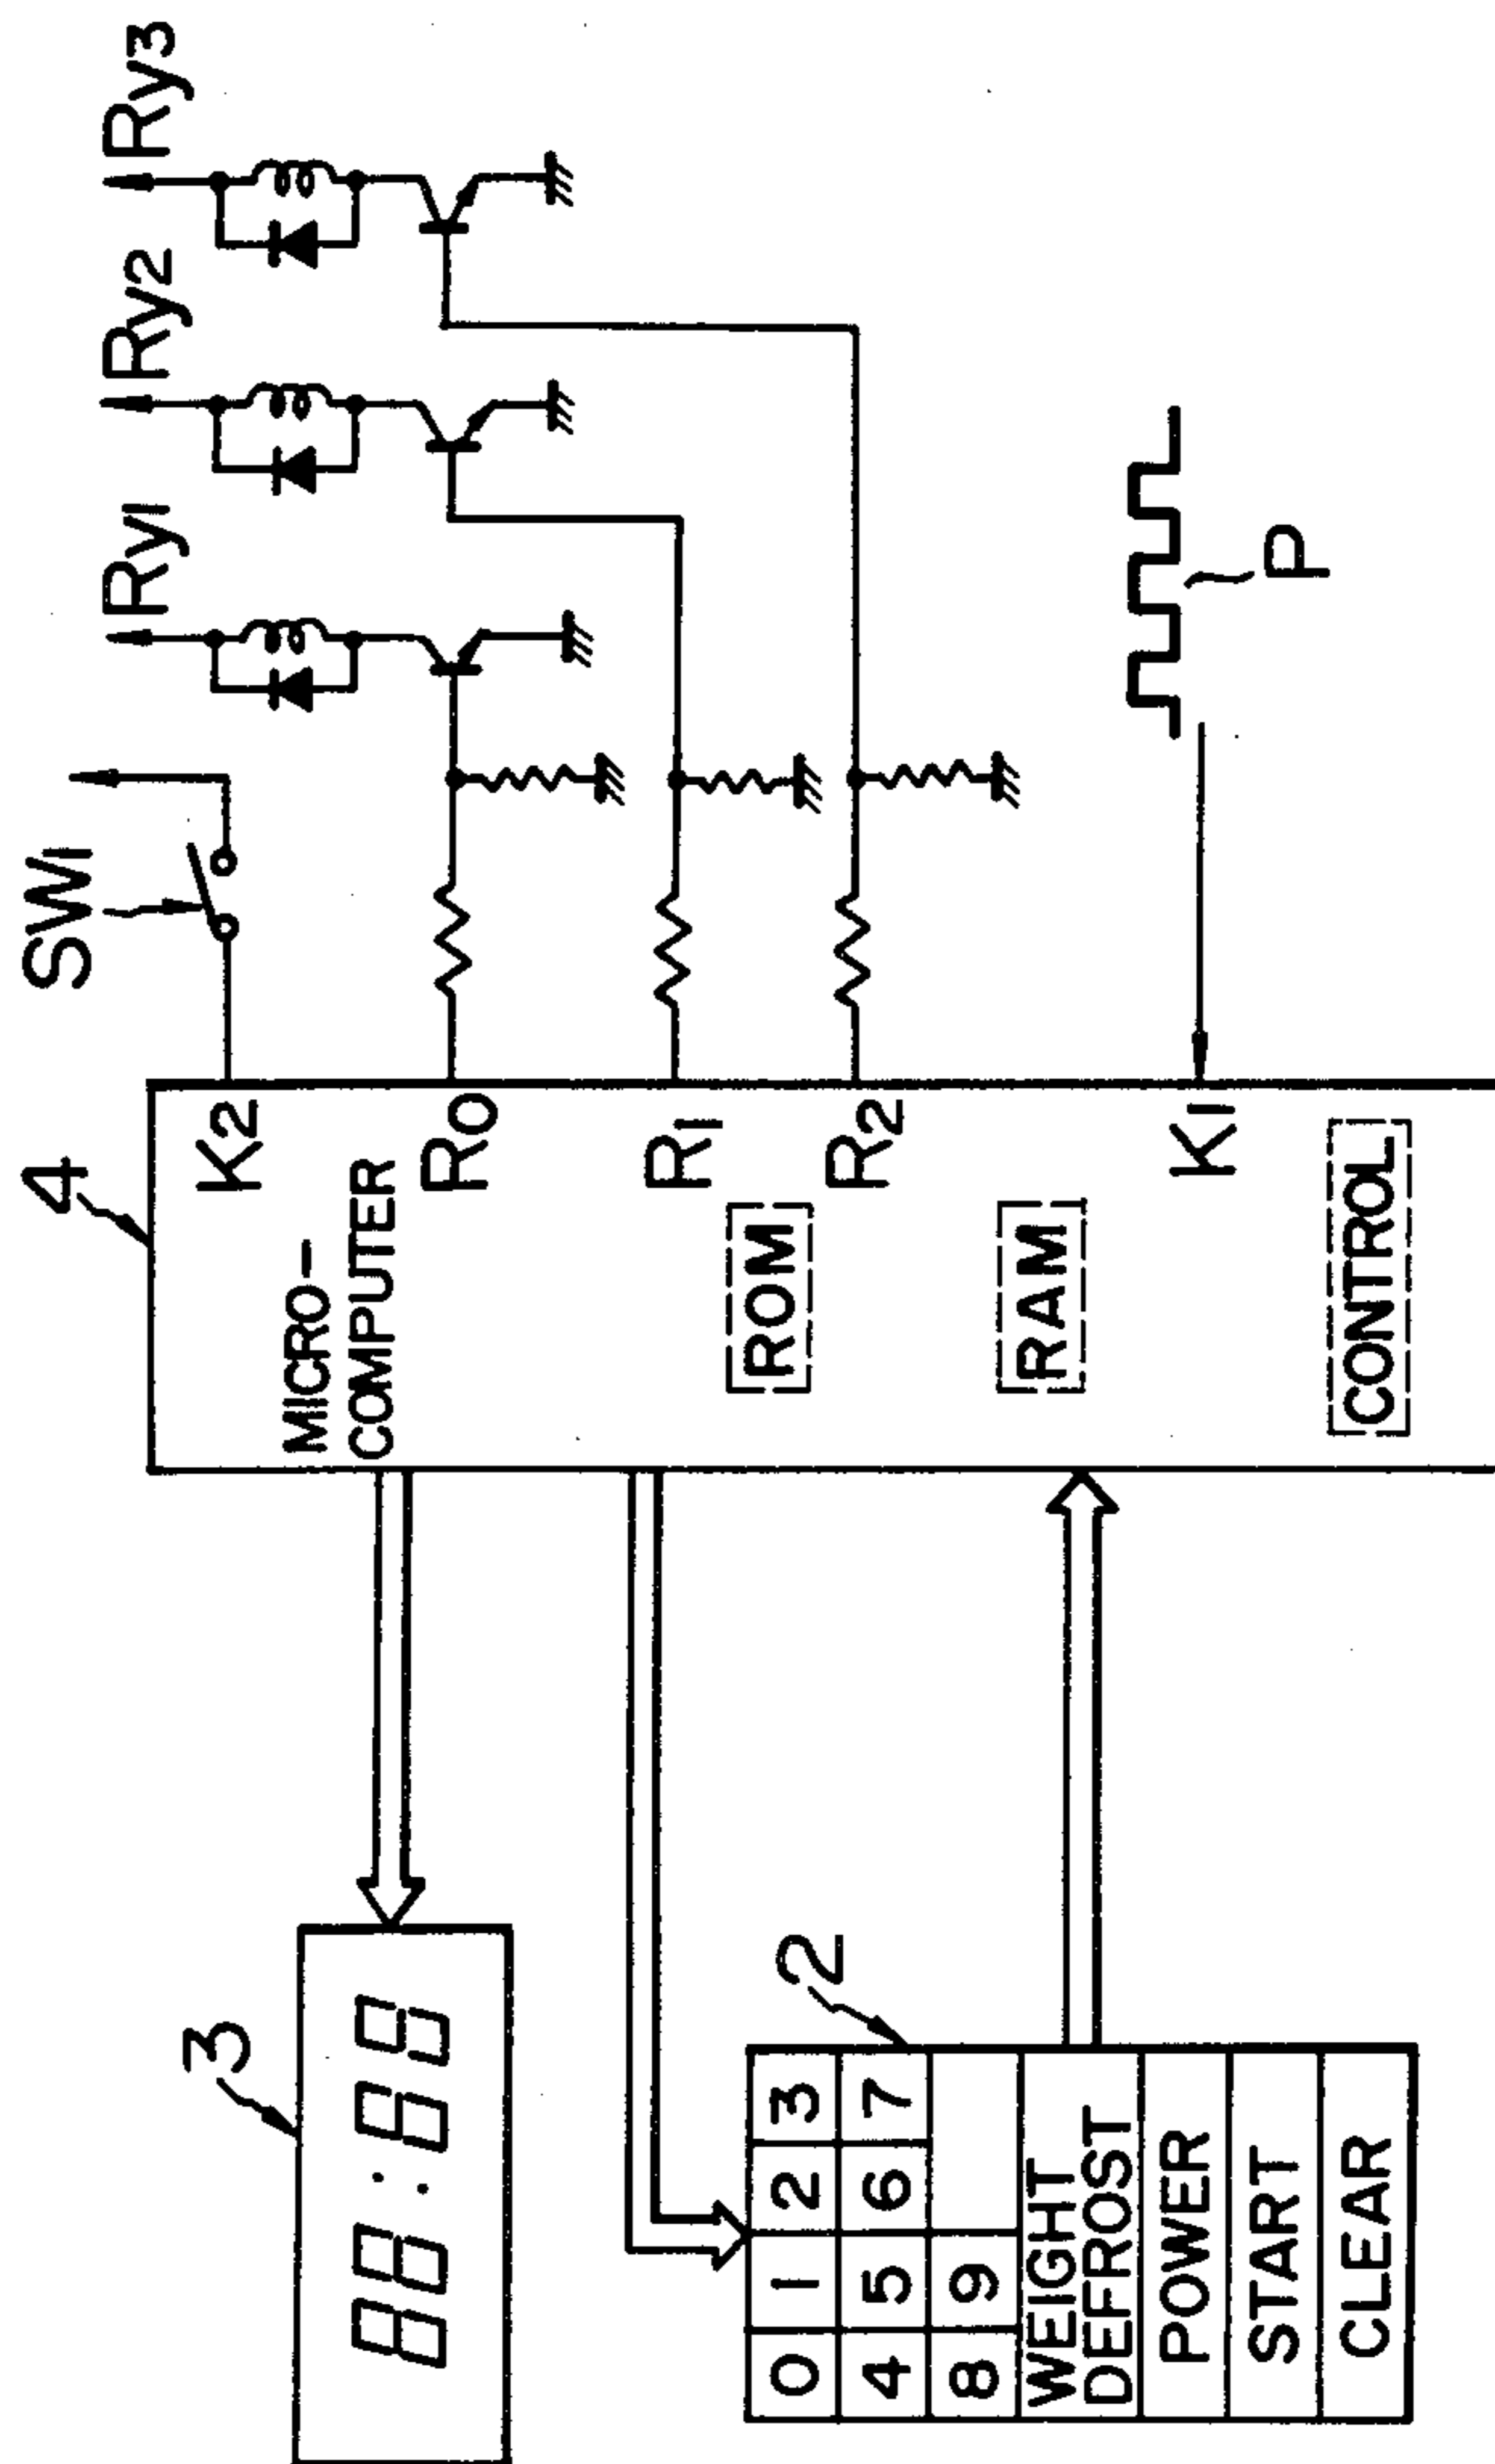 3
88:88
2
0 1 2 3
4 5 6 7
8 9
WEIGHT
DEFROST
POWER
START
CLEAR
4
MICRO-
COMPUTER
ROM
RAM
CONTROL
K2
R0
R1
R2
K1
SW1
Ry1
Ry2
Ry3
P